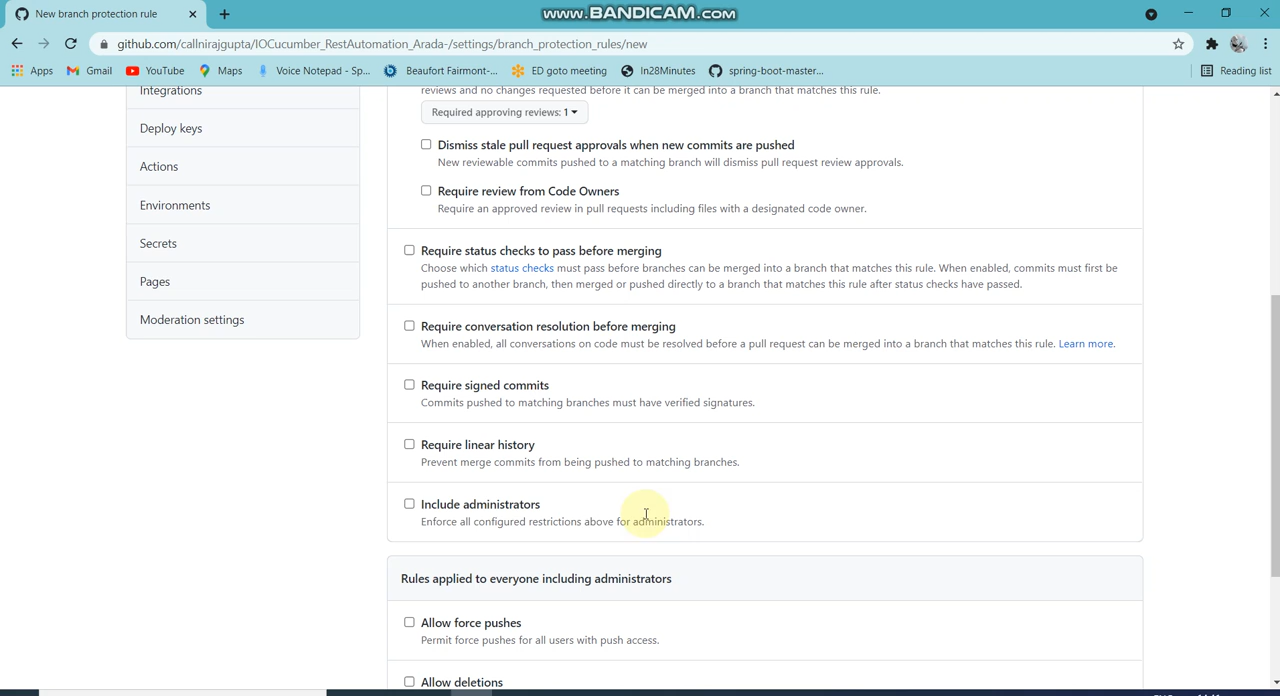 New branch protection rule
www.BANDICAM.com
github.com/callnirajgupta/IOCucumber_RestAutomation_Arada-/settings/branch_protection_rules/new
Apps
Gmail
YouTube
Maps
Voice Notepad - Sp...
Beaufort Fairmont-...
ED goto meeting
In28Minutes
spring-boot-master...
Reading list
Integrations
Deploy keys
Actions
Environments
Secrets
Pages
Moderation settings
reviews and no changes requested before it can be merged into a branch that matches this rule.
Required approving reviews: 1
Dismiss stale pull request approvals when new commits are pushed
New reviewable commits pushed to a matching branch will dismiss pull request review approvals.
Require review from Code Owners
Require an approved review in pull requests including files with a designated code owner.
Require status checks to pass before merging
Choose which status checks must pass before branches can be merged into a branch that matches this rule. When enabled, commits must first be
pushed to another branch, then merged or pushed directly to a branch that matches this rule after status checks have passed.
Require conversation resolution before merging
When enabled, all conversations on code must be resolved before a pull request can be merged into a branch that matches this rule. Learn more.
Require signed commits
Commits pushed to matching branches must have verified signatures.
Require linear history
Prevent merge commits from being pushed to matching branches.
Include administrators
Enforce all configured restrictions above for administrators.
Rules applied to everyone including administrators
Allow force pushes
Permit force pushes for all users with push access.
Allow deletions